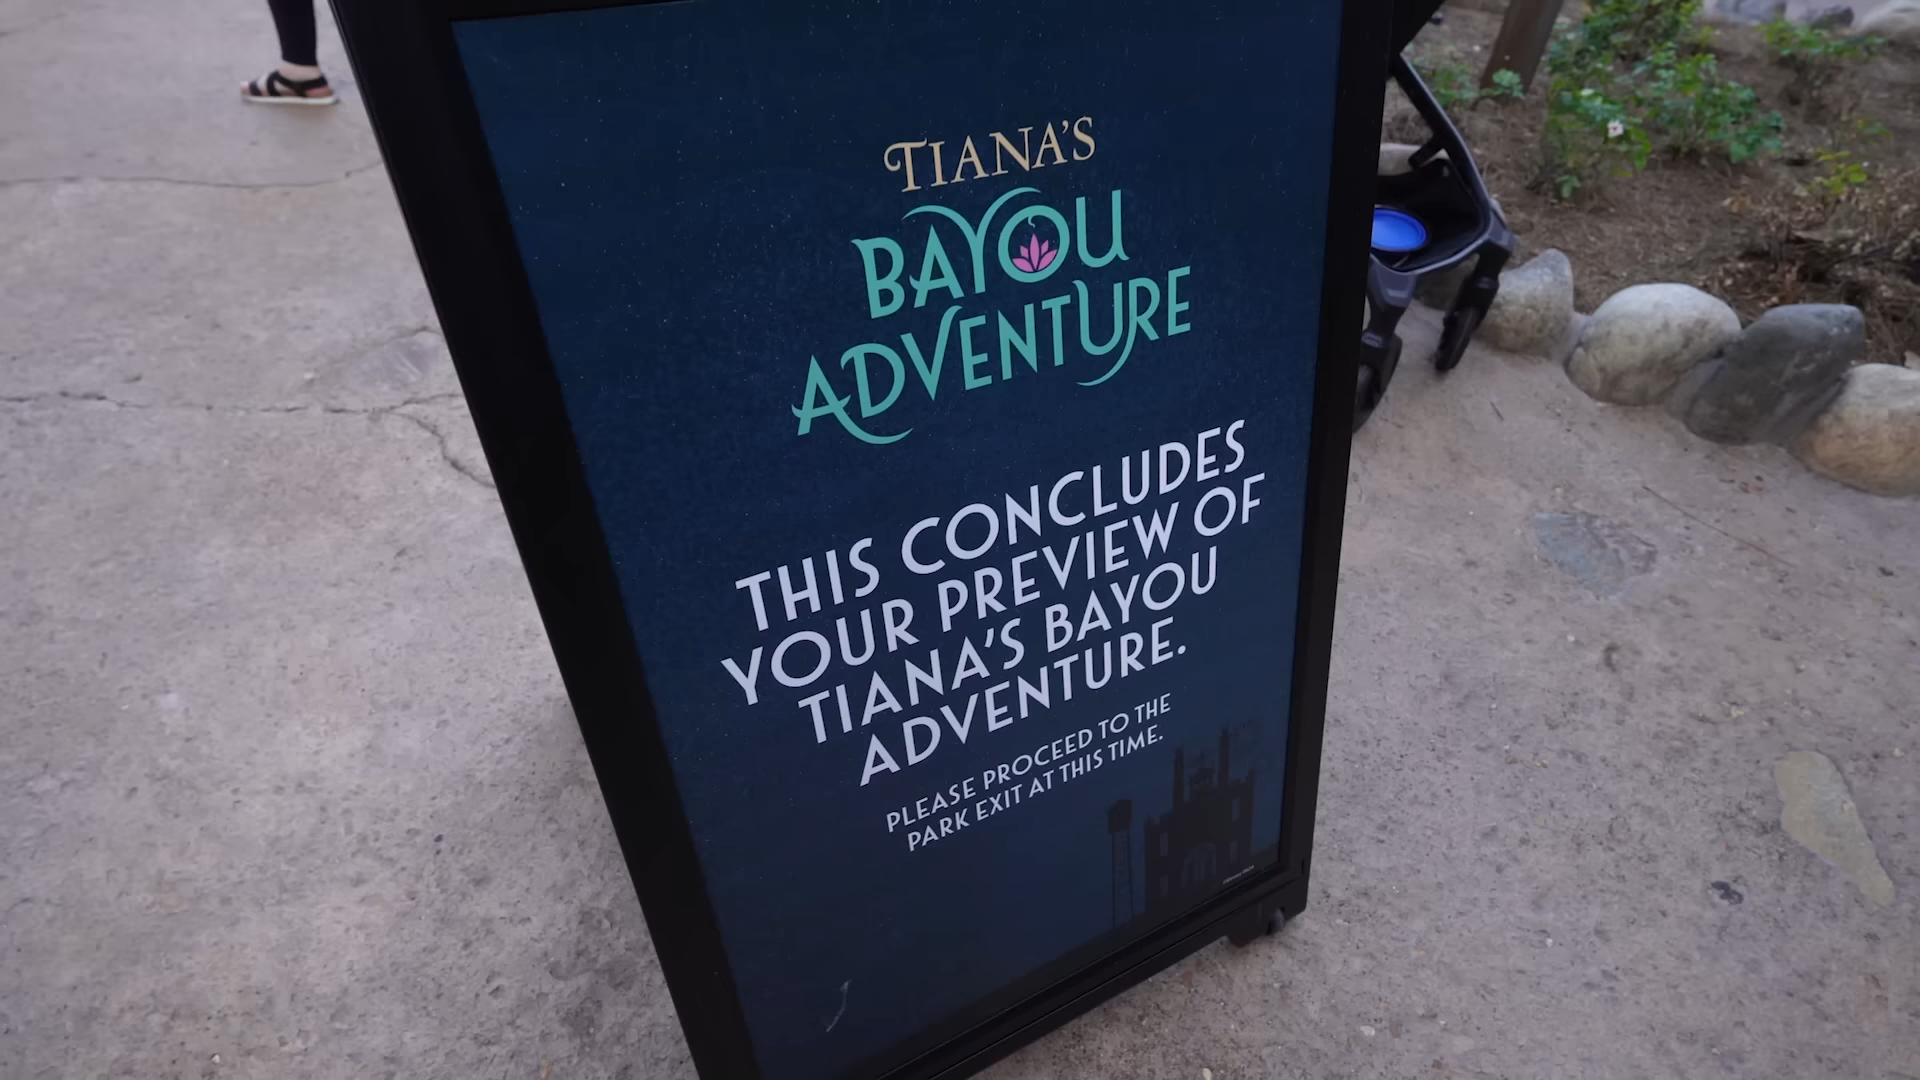 TIANA'S
BAYOU
ADVENTURE
THIS CONCLUDES
YOUR PREVIEW OF
TIANA'S BAYOU
ADVENTURE.
PLEASE PROCEED TO THE
PARK EXIT AT THIS TIME.